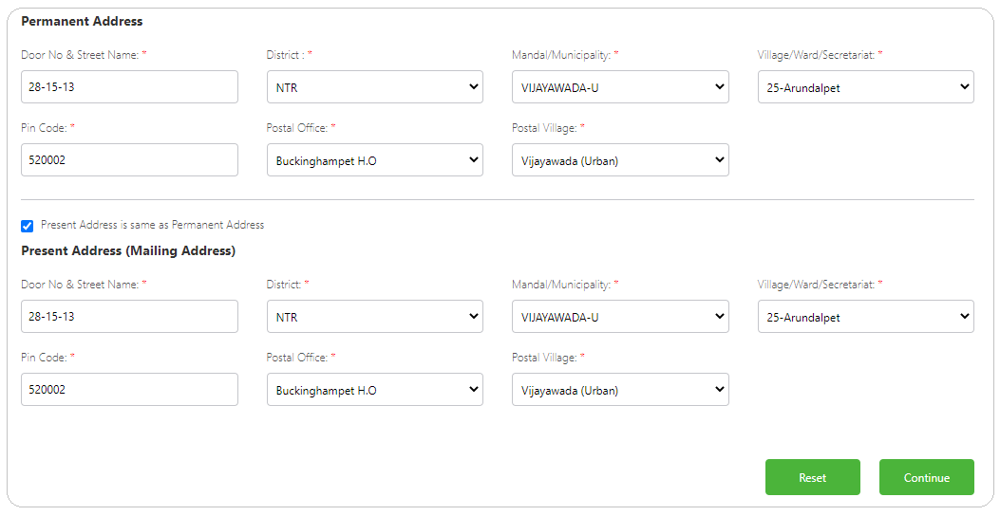 Permanent Address
Door No & Street Name: * District : * Mandal/Municipality: * Village/Ward/Secretariat: *
28-15-13 NTR VIJAYAWADA-U 25-Arundalpet
Pin Code: * Postal Office: * Postal Village: *
520002 Buckinghampet H.O Vijayawada (Urban)
Present Address is same as Permanent Address
Present Address (Mailing Address)
Door No & Street Name: * District: * Mandal/Municipality: * Village/Ward/Secretariat: *
28-15-13 NTR VIJAYAWADA-U 25-Arundalpet
Pin Code: * Postal Office: * Postal Village: *
520002 Buckinghampet H.O Vijayawada (Urban)
Reset Continue